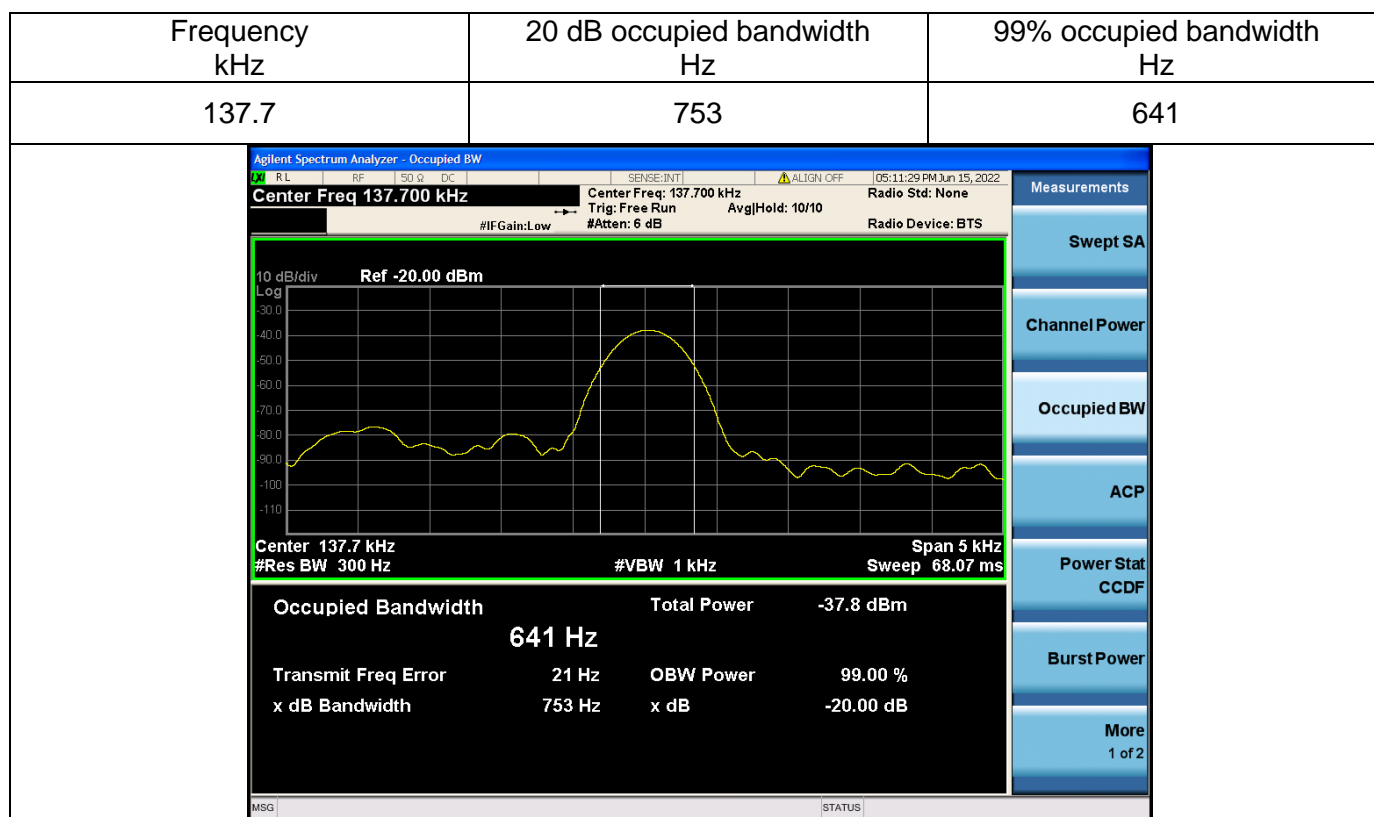 Frequency
kHz
20 dB occupied bandwidth
Hz
99% occupied bandwidth
Hz
137.7
753
641
Agilent Spectrum Analyzer - Occupied BW
LXI RL RF 50 Ω DC SENSE:INT ALIGN OFF 05:11:29 PM Jun 15, 2022
Center Freq 137.700 kHz
Center Freq: 137.700 kHz
Radio Std: None
Trig: Free Run Avg|Hold: 10/10
#IFGain:Low #Atten: 6 dB Radio Device: BTS
10 dB/div Ref -20.00 dBm
Log
-30.0
-40.0
-50.0
-60.0
-70.0
-80.0
-90.0
-100
-110
Center 137.7 kHz Span 5 kHz
#Res BW 300 Hz #VBW 1 kHz Sweep 68.07 ms
Occupied Bandwidth Total Power -37.8 dBm
641 Hz
Transmit Freq Error 21 Hz OBW Power 99.00 %
x dB Bandwidth 753 Hz x dB -20.00 dB
MSG STATUS
Measurements
Swept SA
Channel Power
Occupied BW
ACP
Power Stat
CCDF
Burst Power
More
1 of 2